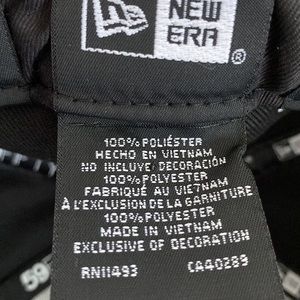 NEW
ERA
®
100% POLIÉSTER
HECHO EN VIETNAM
NO INCLUYE DECORACIÓN
100% POLYESTER
FABRIQUÉ AU VIETNAM
À L'EXCLUSION DE LA GARNITURE
100% POLYESTER
MADE IN VIETNAM
EXCLUSIVE OF DECORATION
RN11493 CA40289
59